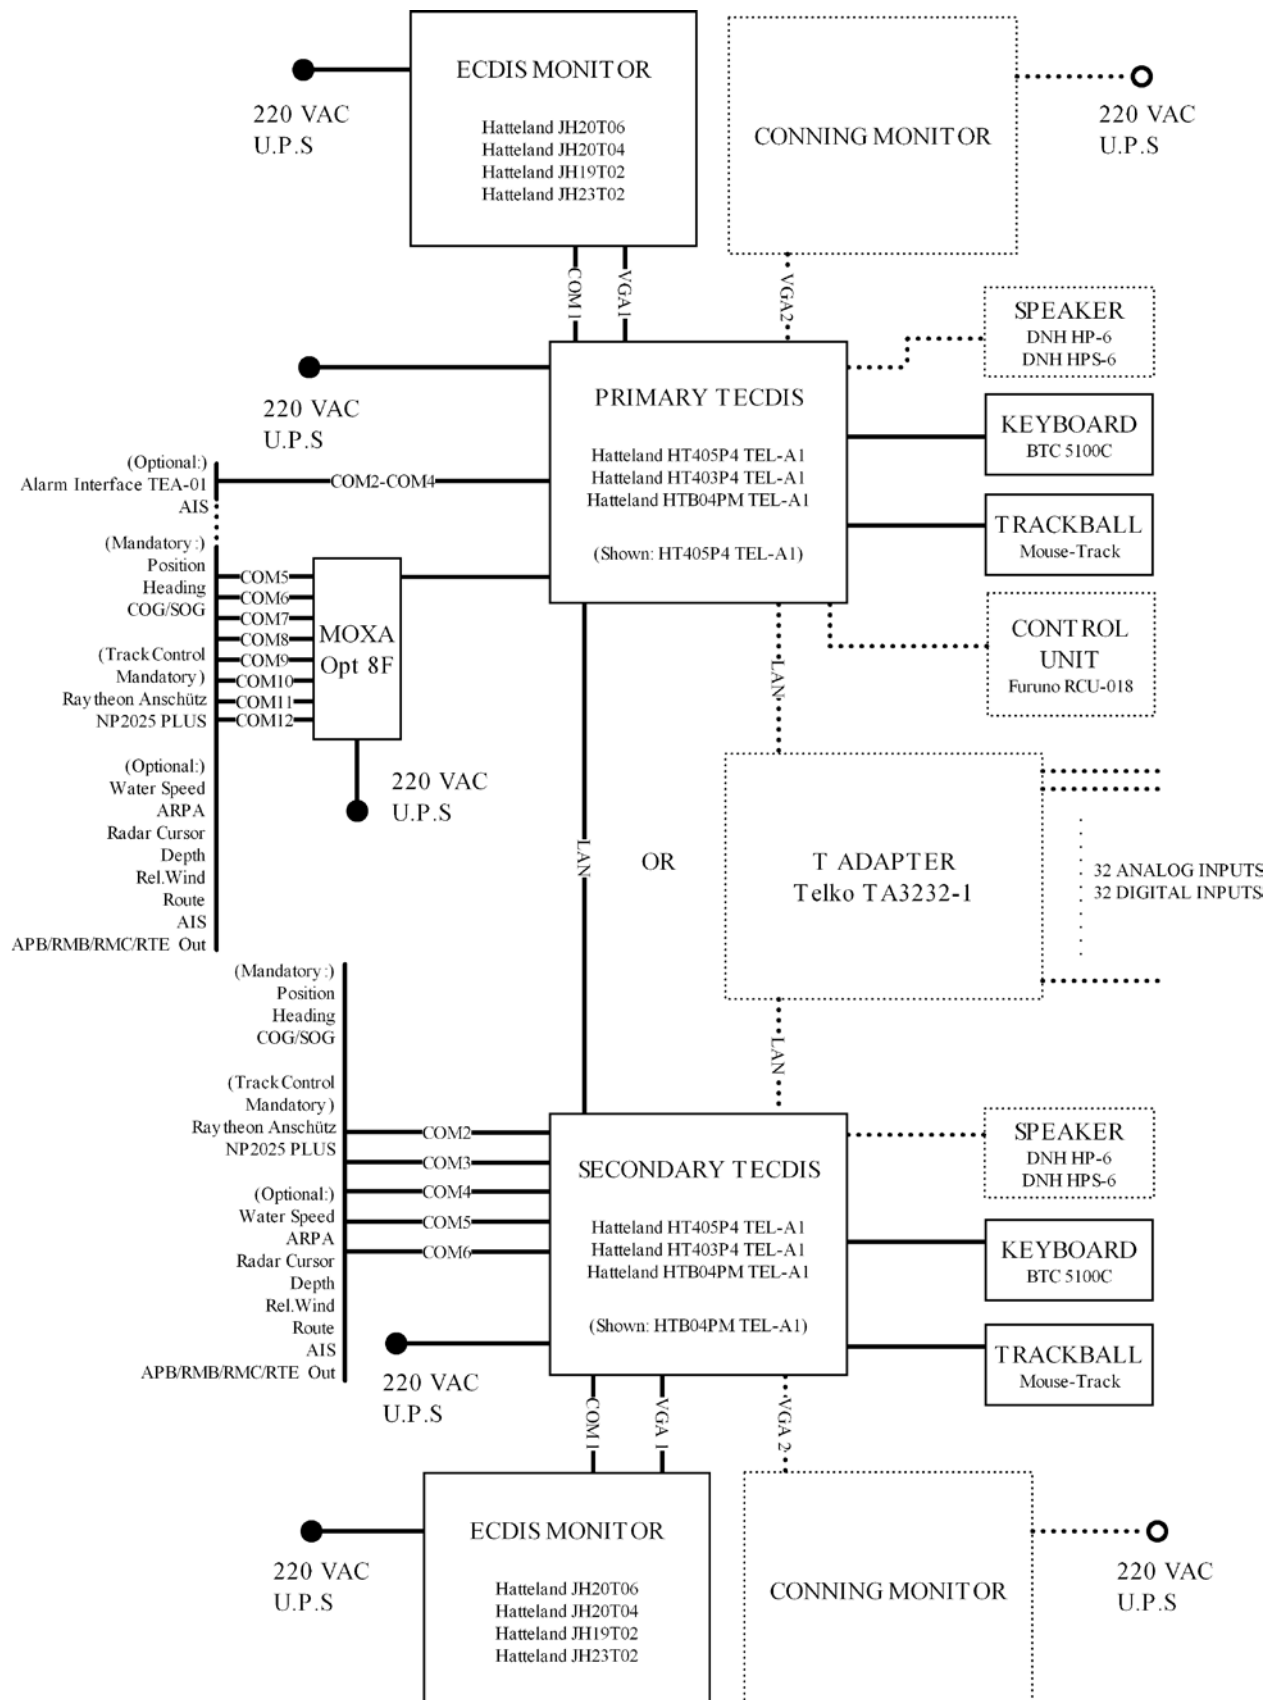 ECDIS MONITOR
Hatteland JH20T06
Hatteland JH20T04
Hatteland JH19T02
Hatteland JH23T02
220 VAC
U.P.S
CONNING MONITOR
220 VAC
U.P.S
COM 1
VGA1
VGA2
SPEAKER
DNH HP-6
DNH HPS-6
220 VAC
U.P.S
PRIMARY TECDIS
Hatteland HT405P4 TEL-A1
Hatteland HT403P4 TEL-A1
Hatteland HTB04PM TEL-A1
(Shown: HT405P4 TEL-A1)
KEYBOARD
BTC 5100C
TRACKBALL
Mouse-Track
CONTROL
UNIT
Furuno RCU-018
(Optional:)
Alarm Interface TEA-01
AIS
COM2-COM4
(Mandatory:)
Position
Heading
COG/SOG
(Track Control
Mandatory)
Raytheon Anschütz
NP2025 PLUS
(Optional:)
Water Speed
ARPA
Radar Cursor
Depth
Rel.Wind
Route
AIS
APB/RMB/RMC/RTE Out
COM5
COM6
COM7
COM8
COM9
COM10
COM11
COM12
MOXA
Opt 8F
220 VAC
U.P.S
LAN
LAN
OR
T ADAPTER
Telko TA3232-1
32 ANALOG INPUTS
32 DIGITAL INPUTS
LAN
(Mandatory:)
Position
Heading
COG/SOG
(Track Control
Mandatory)
Raytheon Anschütz
NP2025 PLUS
(Optional:)
Water Speed
ARPA
Radar Cursor
Depth
Rel.Wind
Route
AIS
APB/RMB/RMC/RTE Out
COM2
COM3
COM4
COM5
COM6
220 VAC
U.P.S
SECONDARY TECDIS
Hatteland HT405P4 TEL-A1
Hatteland HT403P4 TEL-A1
Hatteland HTB04PM TEL-A1
(Shown: HTB04PM TEL-A1)
SPEAKER
DNH HP-6
DNH HPS-6
KEYBOARD
BTC 5100C
TRACKBALL
Mouse-Track
COM 1
VGA 1
VGA 2
220 VAC
U.P.S
ECDIS MONITOR
Hatteland JH20T06
Hatteland JH20T04
Hatteland JH19T02
Hatteland JH23T02
CONNING MONITOR
220 VAC
U.P.S